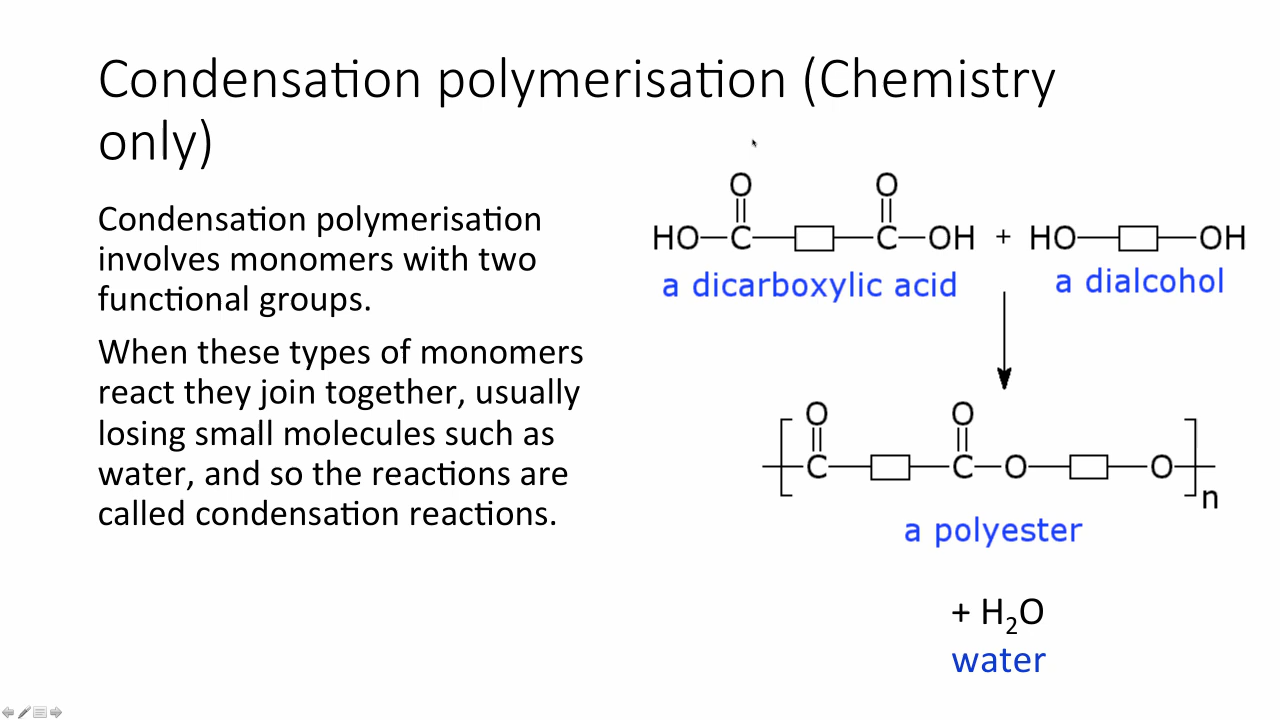 Condensation polymerisation (Chemistry
only)
Condensation polymerisation
involves monomers with two
functional groups.
When these types of monomers
react they join together, usually
losing small molecules such as
water, and so the reactions are
called condensation reactions.
O O
HO C C OH + HO OH
a dicarboxylic acid a dialcohol
O O
C C O O
n
a polyester
+ H₂O
water